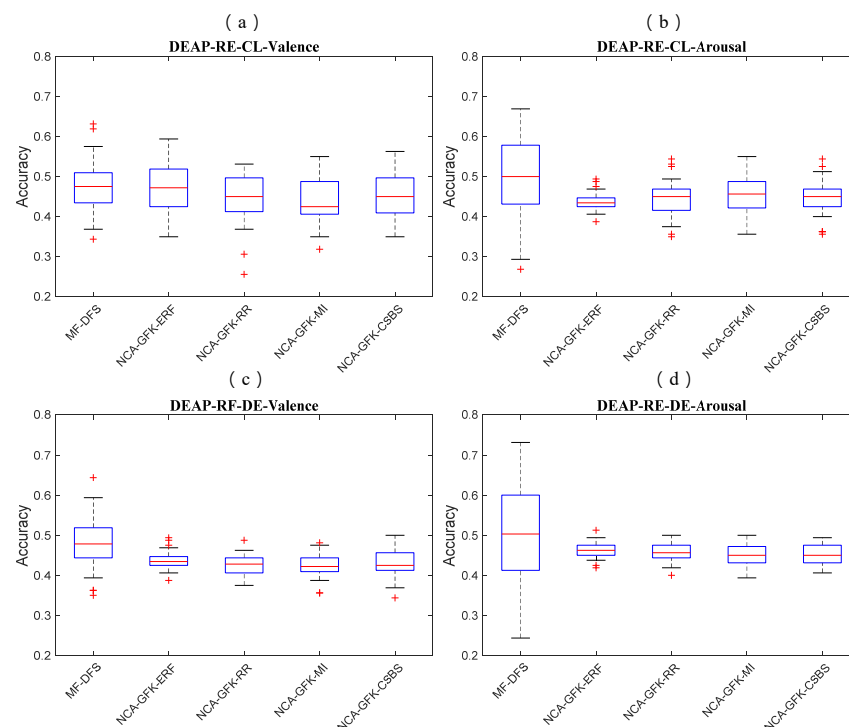 ( a )
DEAP-RE-CL-Valence
Accuracy
0.8
0.7
0.6
0.5
0.4
0.3
0.2
MF-DFS
NCA-GFK-ERF
NCA-GFK-RR
NCA-GFK-MI
NCA-GFK-CSBS
( b )
DEAP-RE-CL-Arousal
Accuracy
0.8
0.7
0.6
0.5
0.4
0.3
0.2
MF-DFS
NCA-GFK-ERF
NCA-GFK-RR
NCA-GFK-MI
NCA-GFK-CSBS
( c )
DEAP-RF-DE-Valence
Accuracy
0.8
0.7
0.6
0.5
0.4
0.3
0.2
MF-DFS
NCA-GFK-ERF
NCA-GFK-RR
NCA-GFK-MI
NCA-GFK-CSBS
( d )
DEAP-RE-DE-Arousal
Accuracy
0.8
0.7
0.6
0.5
0.4
0.3
0.2
MF-DFS
NCA-GFK-ERF
NCA-GFK-RR
NCA-GFK-MI
NCA-GFK-CSBS